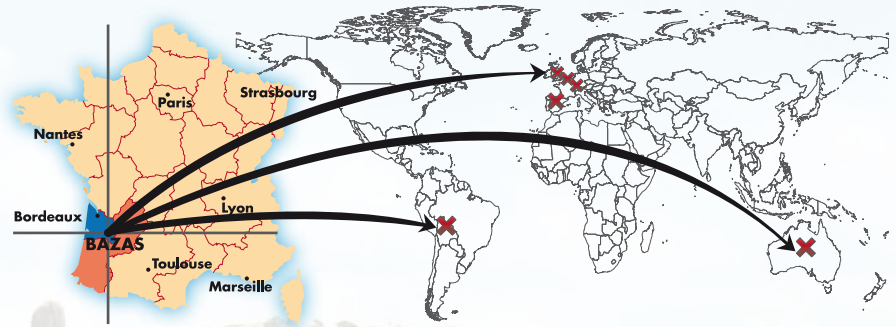 Paris
Strasbourg
Nantes
Lyon
Bordeaux
BAZAS
Toulouse
Marseille